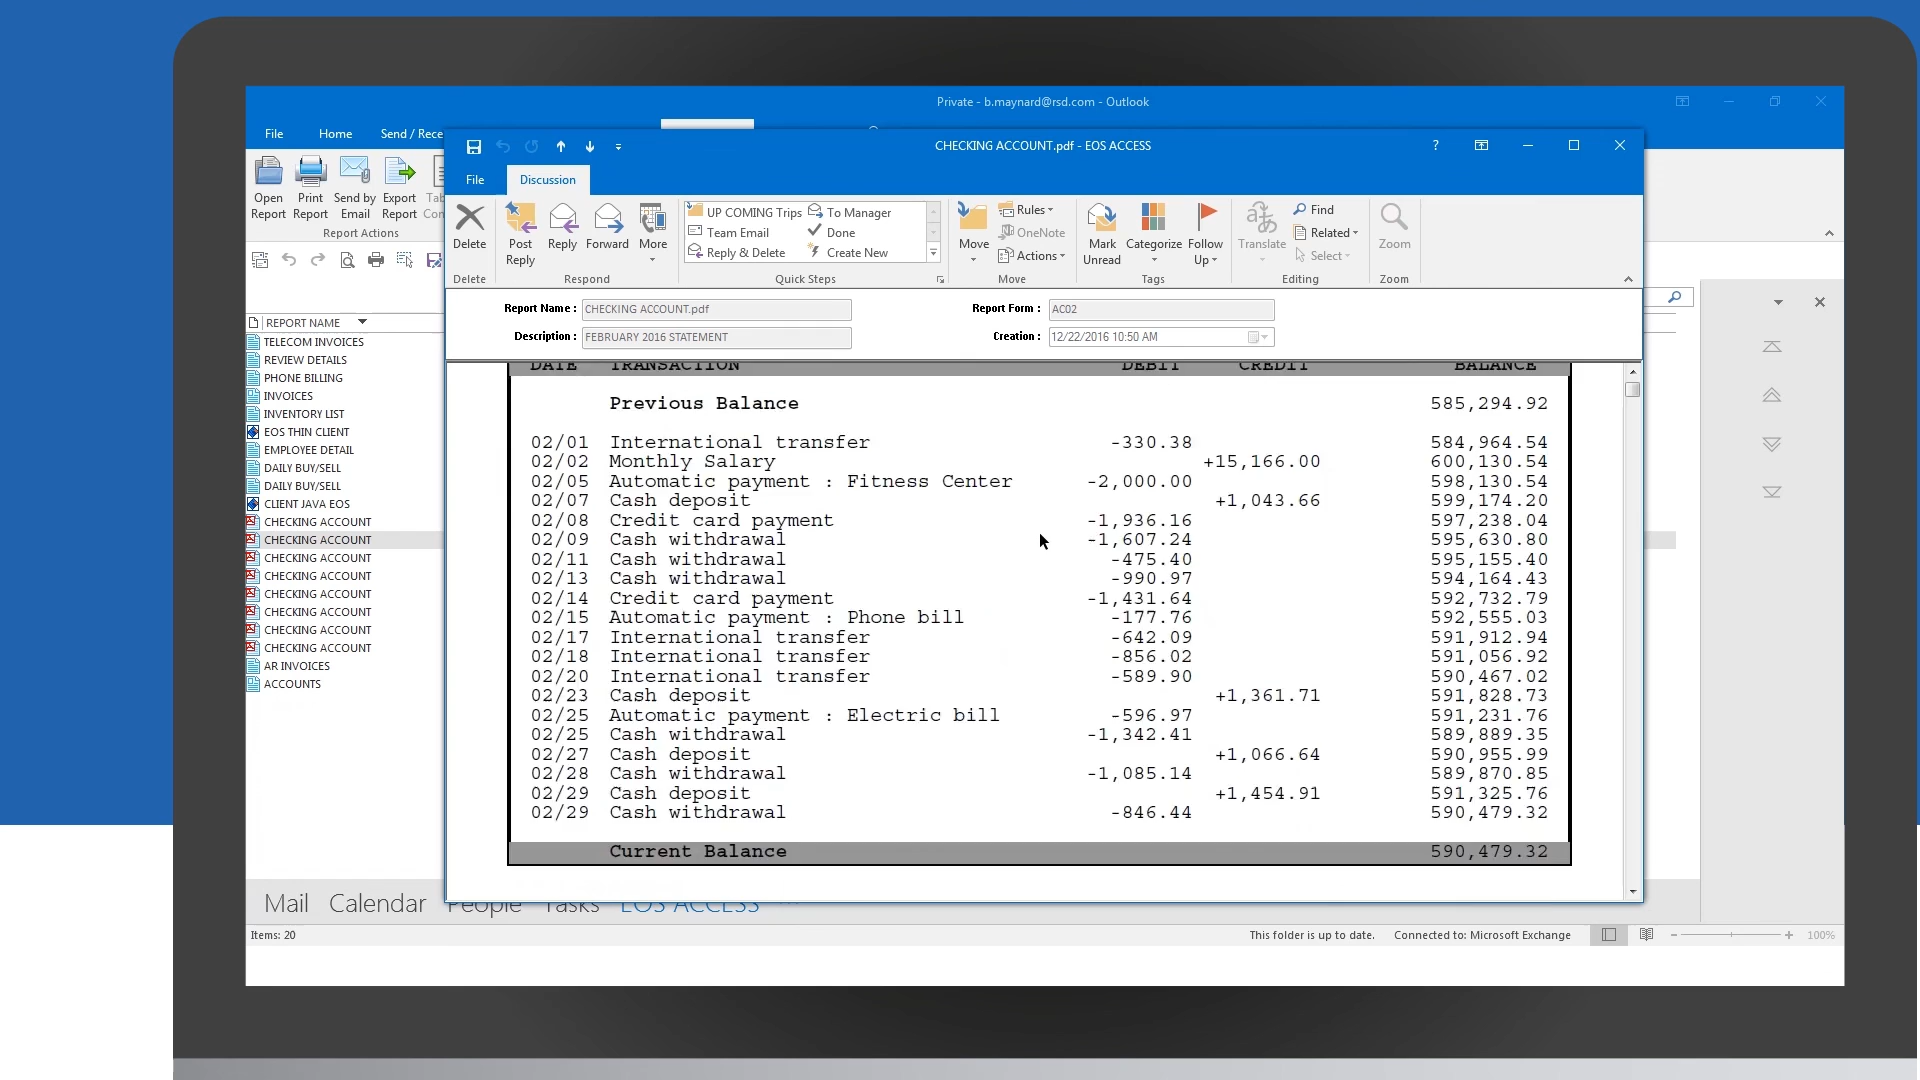 Private - b.maynard@rsd.com - Outlook
File Home Send / Rece
CHECKING ACCOUNT.pdf - EOS ACCESS
?
File Discussion
Open Report
Print Report
Send by Email
Export Report
Report Actions
Delete
Delete
Post Reply
Reply
Forward
More
Respond
UP COMING Trips To Manager
Team Email Done
Reply & Delete Create New
Quick Steps
Move
Rules
OneNote
Actions
Move
Mark Unread
Categorize
Follow Up
Tags
Translate
Find
Related
Select
Editing
Zoom
Zoom
Report Name : CHECKING ACCOUNT.pdf Report Form : AC02
Description : FEBRUARY 2016 STATEMENT Creation : 12/22/2016 10:50 AM
REPORT NAME
TELECOM INVOICES
REVIEW DETAILS
PHONE BILLING
INVOICES
INVENTORY LIST
EOS THIN CLIENT
EMPLOYEE DETAIL
DAILY BUY/SELL
DAILY BUY/SELL
CLIENT JAVA EOS
CHECKING ACCOUNT
CHECKING ACCOUNT
CHECKING ACCOUNT
CHECKING ACCOUNT
CHECKING ACCOUNT
CHECKING ACCOUNT
CHECKING ACCOUNT
CHECKING ACCOUNT
AR INVOICES
ACCOUNTS
DATE TRANSACTION DEBIT CREDIT BALANCE
Previous Balance 585,294.92
02/01 International transfer -330.38 584,964.54
02/02 Monthly Salary +15,166.00 600,130.54
02/05 Automatic payment : Fitness Center -2,000.00 598,130.54
02/07 Cash deposit +1,043.66 599,174.20
02/08 Credit card payment -1,936.16 597,238.04
02/09 Cash withdrawal -1,607.24 595,630.80
02/11 Cash withdrawal -475.40 595,155.40
02/13 Cash withdrawal -990.97 594,164.43
02/14 Credit card payment -1,431.64 592,732.79
02/15 Automatic payment : Phone bill -177.76 592,555.03
02/17 International transfer -642.09 591,912.94
02/18 International transfer -856.02 591,056.92
02/20 International transfer -589.90 590,467.02
02/23 Cash deposit +1,361.71 591,828.73
02/25 Automatic payment : Electric bill -596.97 591,231.76
02/25 Cash withdrawal -1,342.41 589,889.35
02/27 Cash deposit +1,066.64 590,955.99
02/28 Cash withdrawal -1,085.14 589,870.85
02/29 Cash deposit +1,454.91 591,325.76
02/29 Cash withdrawal -846.44 590,479.32
Current Balance 590,479.32
Mail Calendar People Tasks EOS ACCESS ...
Items: 20 This folder is up to date. Connected to: Microsoft Exchange 100%